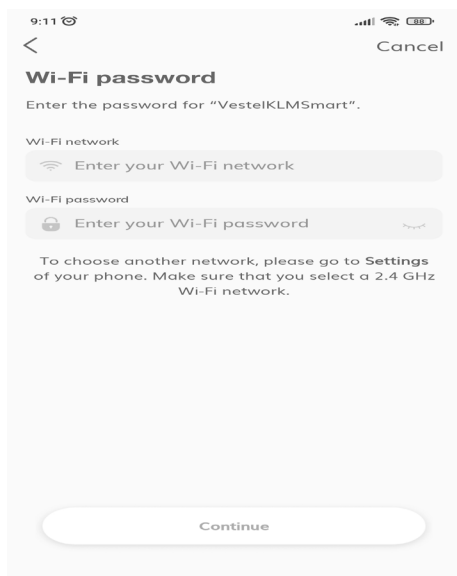 9:11
88
Cancel
Wi-Fi password
Enter the password for “VestelKLMSmart”.
Wi-Fi network
Enter your Wi-Fi network
Wi-Fi password
Enter your Wi-Fi password
To choose another network, please go to Settings
of your phone. Make sure that you select a 2.4 GHz
Wi-Fi network.
Continue